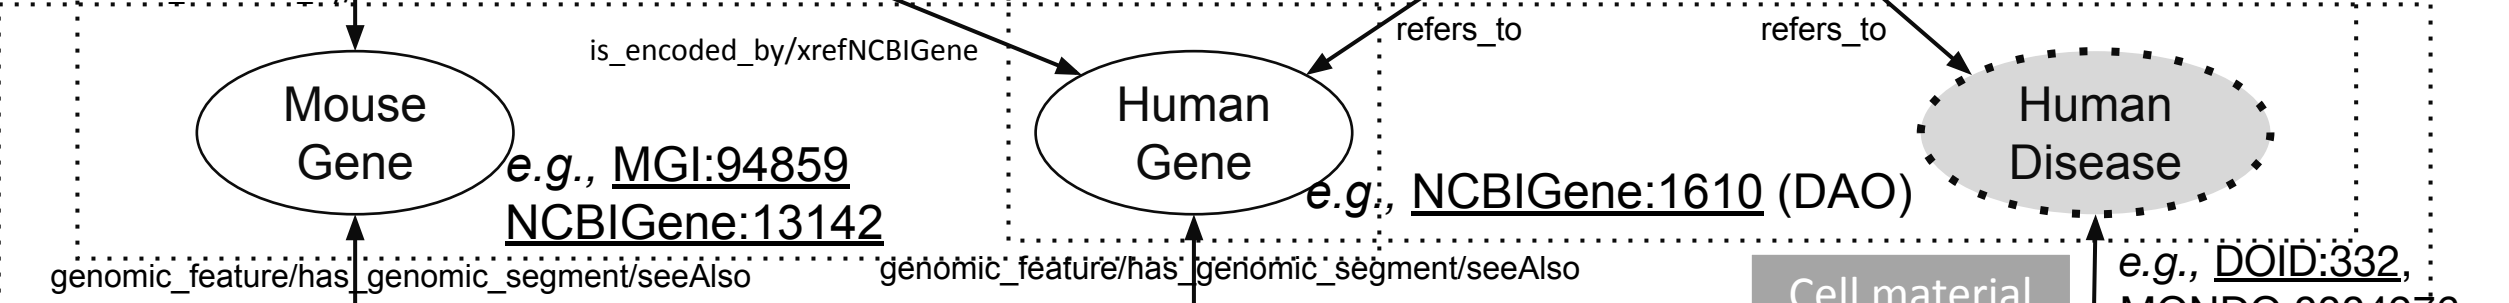 refers_to
refers_to
is_encoded_by/xrefNCBIGene
Mouse
Gene
Human
Gene
Human
Disease
e.g., MGI:94859
NCBIGene:13142
e.g., NCBIGene:1610 (DAO)
genomic_feature/has_genomic_segment/seeAlso
genomic_feature/has_genomic_segment/seeAlso
e.g., DOID:332,
Cell material